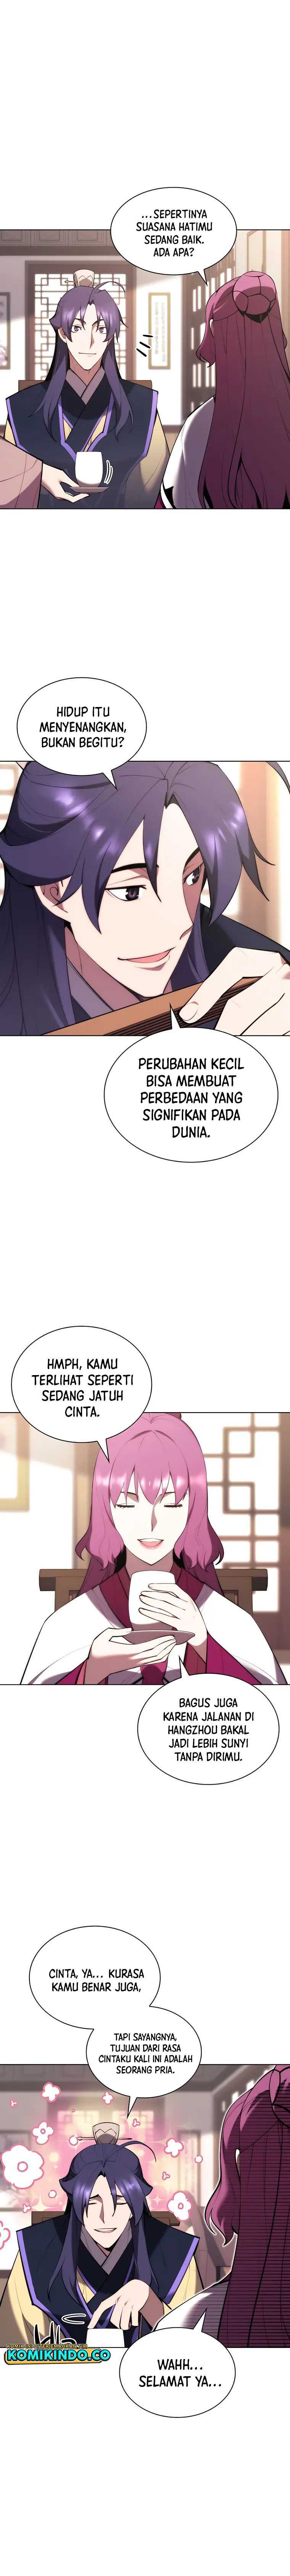 ...SEPERTINYA
SUASANA HATIMU
SEDANG BAIK.
ADA APA?
HIDUP ITU
MENYENANGKAN,
BUKAN BEGITU?
PERUBAHAN KECIL
BISA MEMBUAT
PERBEDAAN YANG
SIGNIFIKAN PADA
DUNIA.
HMPH, KAMU
TERLIHAT SEPERTI
SEDANG JATUH
CINTA.
BAGUS JUGA
KARENA JALANAN DI
HANGZHOU BAKAL
JADI LEBIH SUNYI
TANPA DIRIMU.
CINTA, YA... KURASA
KAMU BENAR JUGA,
TAPI SAYANGNYA,
TUJUAN DARI RASA
CINTAKU KALI INI ADALAH
SEORANG PRIA.
KOMIKINDO.CO
WAHH...
SELAMAT YA...